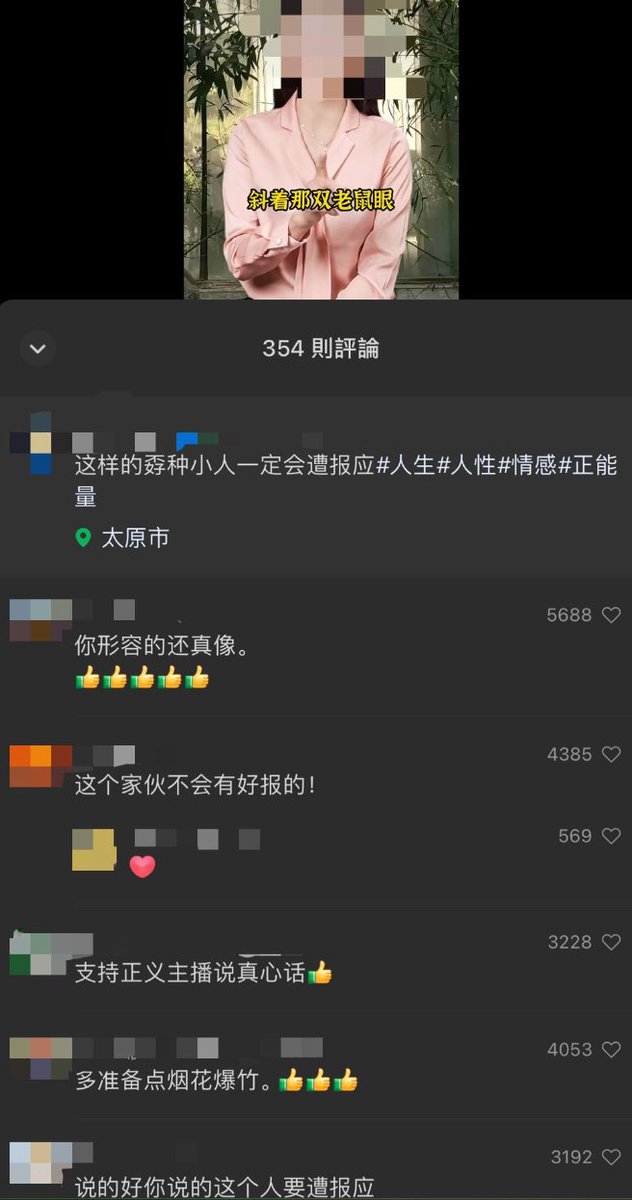 斜着那双老鼠眼
354 則評論
这样的孬种小人一定会遭报应#人生#人性#情感#正能
量
太原市
5688
你形容的还真像。
👍👍👍👍👍
4385
这个家伙不会有好报的！
569
❤️
3228
支持正义主播说真心话👍
4053
多准备点烟花爆竹。👍👍👍
3192
说的好你说的这个人要遭报应